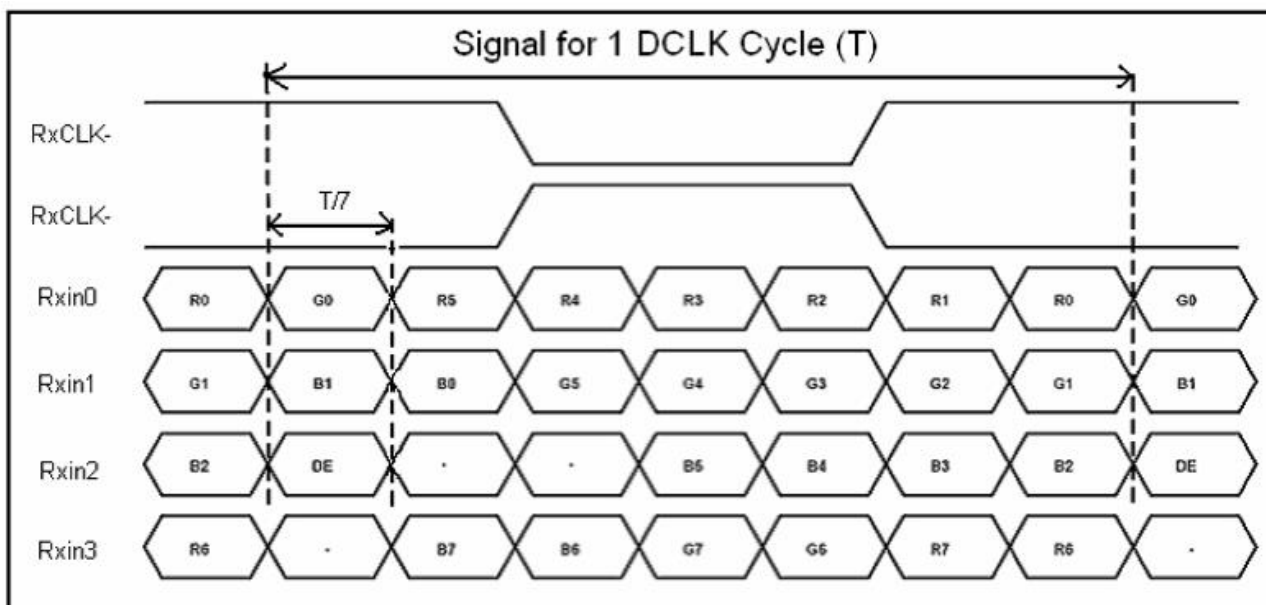 Signal for 1 DCLK Cycle (T)
RxCLK-
T/7
RxCLK-
Rxin0 R0 G0 R5 R4 R3 R2 R1 R0 G0
Rxin1 G1 B1 B0 G5 G4 G3 G2 G1 B1
Rxin2 B2 DE - - B5 B4 B3 B2 DE
Rxin3 R6 - B7 B6 G7 G6 R7 R6 -